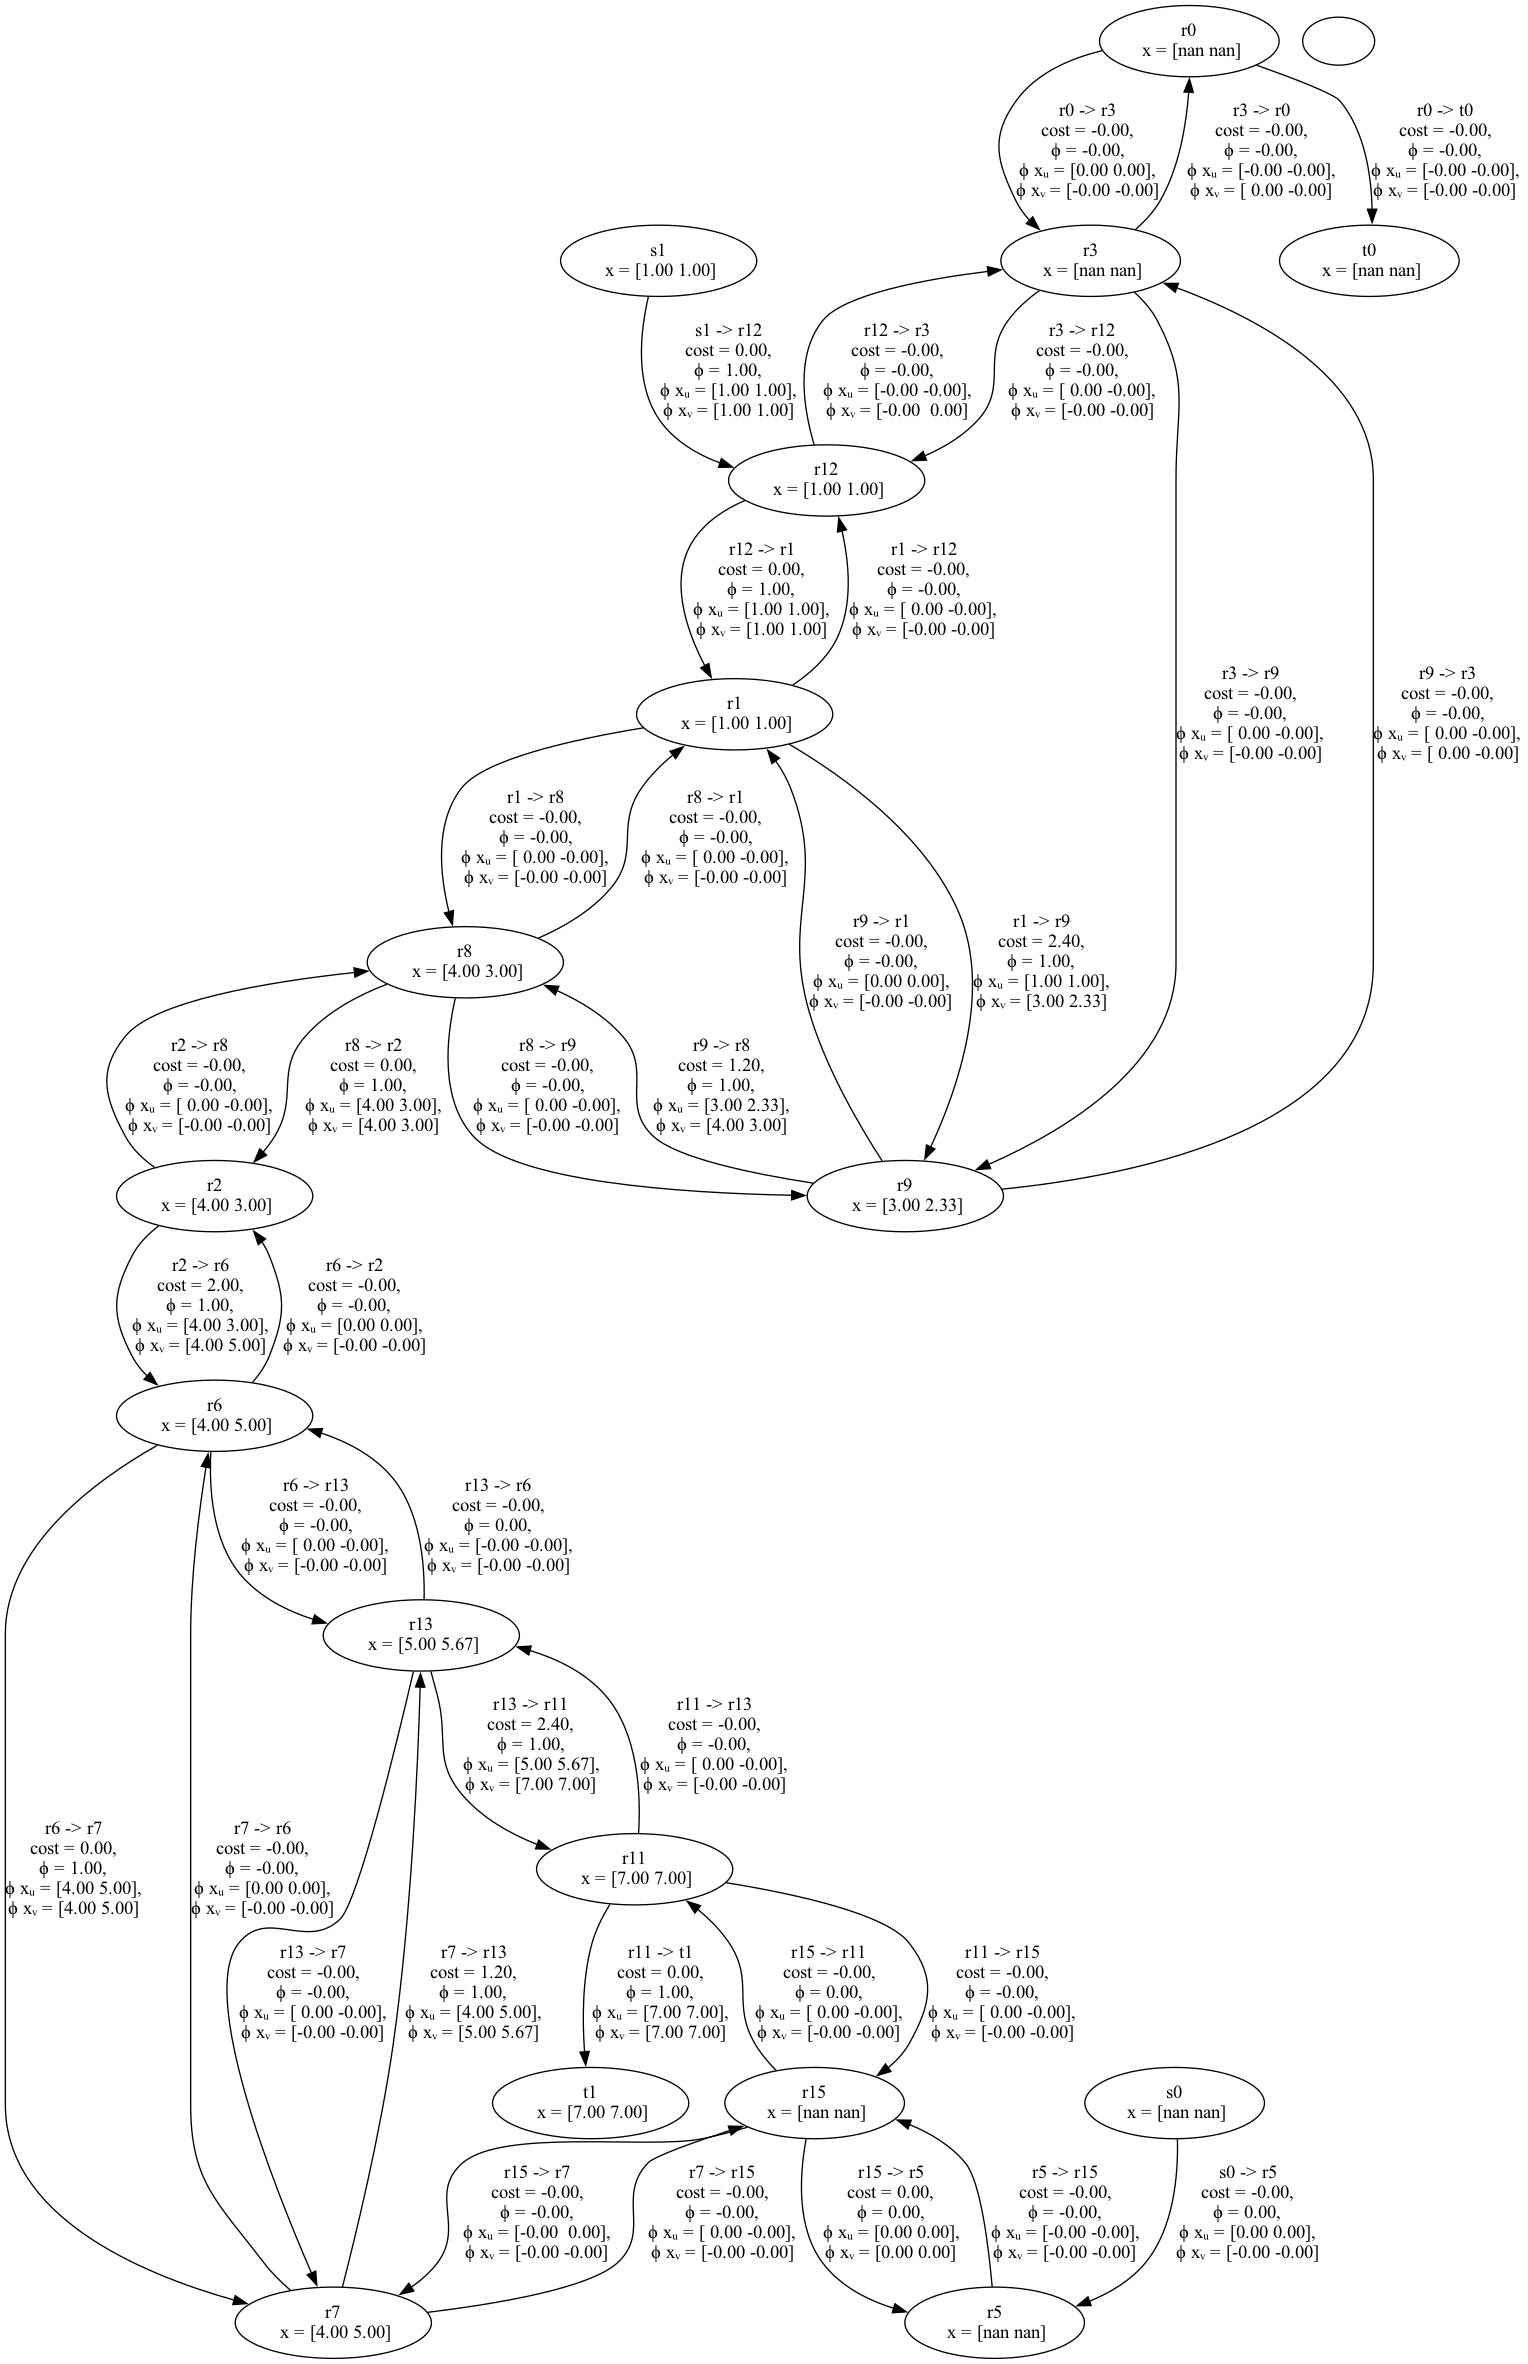 r0
x = [nan nan]
r0 -> r3
cost = -0.00,
ϕ = -0.00,
ϕ xᵤ = [0.00 0.00],
ϕ xᵥ = [-0.00 -0.00]
r3 -> r0
cost = -0.00,
ϕ = -0.00,
ϕ xᵤ = [-0.00 -0.00],
ϕ xᵥ = [ 0.00 -0.00]
r0 -> t0
cost = -0.00,
ϕ = -0.00,
ϕ xᵤ = [-0.00 -0.00],
ϕ xᵥ = [-0.00 -0.00]
s1
x = [1.00 1.00]
r3
x = [nan nan]
t0
x = [nan nan]
s1 -> r12
cost = 0.00,
ϕ = 1.00,
ϕ xᵤ = [1.00 1.00],
ϕ xᵥ = [1.00 1.00]
r12 -> r3
cost = -0.00,
ϕ = -0.00,
ϕ xᵤ = [-0.00 -0.00],
ϕ xᵥ = [-0.00  0.00]
r3 -> r12
cost = -0.00,
ϕ = -0.00,
ϕ xᵤ = [ 0.00 -0.00],
ϕ xᵥ = [-0.00 -0.00]
r12
x = [1.00 1.00]
r12 -> r1
cost = 0.00,
ϕ = 1.00,
ϕ xᵤ = [1.00 1.00],
ϕ xᵥ = [1.00 1.00]
r1 -> r12
cost = -0.00,
ϕ = -0.00,
ϕ xᵤ = [ 0.00 -0.00],
ϕ xᵥ = [-0.00 -0.00]
r3 -> r9
cost = -0.00,
ϕ = -0.00,
ϕ xᵤ = [ 0.00 -0.00],
ϕ xᵥ = [-0.00 -0.00]
r9 -> r3
cost = -0.00,
ϕ = -0.00,
ϕ xᵤ = [ 0.00 -0.00],
ϕ xᵥ = [ 0.00 -0.00]
r1
x = [1.00 1.00]
r1 -> r8
cost = -0.00,
ϕ = -0.00,
ϕ xᵤ = [ 0.00 -0.00],
ϕ xᵥ = [-0.00 -0.00]
r8 -> r1
cost = -0.00,
ϕ = -0.00,
ϕ xᵤ = [ 0.00 -0.00],
ϕ xᵥ = [-0.00 -0.00]
r9 -> r1
cost = -0.00,
ϕ = -0.00,
ϕ xᵤ = [0.00 0.00],
ϕ xᵥ = [-0.00 -0.00]
r1 -> r9
cost = 2.40,
ϕ = 1.00,
ϕ xᵤ = [1.00 1.00],
ϕ xᵥ = [3.00 2.33]
r8
x = [4.00 3.00]
r2 -> r8
cost = -0.00,
ϕ = -0.00,
ϕ xᵤ = [ 0.00 -0.00],
ϕ xᵥ = [-0.00 -0.00]
r8 -> r2
cost = 0.00,
ϕ = 1.00,
ϕ xᵤ = [4.00 3.00],
ϕ xᵥ = [4.00 3.00]
r8 -> r9
cost = -0.00,
ϕ = -0.00,
ϕ xᵤ = [ 0.00 -0.00],
ϕ xᵥ = [-0.00 -0.00]
r9 -> r8
cost = 1.20,
ϕ = 1.00,
ϕ xᵤ = [3.00 2.33],
ϕ xᵥ = [4.00 3.00]
r2
x = [4.00 3.00]
r9
x = [3.00 2.33]
r2 -> r6
cost = 2.00,
ϕ = 1.00,
ϕ xᵤ = [4.00 3.00],
ϕ xᵥ = [4.00 5.00]
r6 -> r2
cost = -0.00,
ϕ = -0.00,
ϕ xᵤ = [0.00 0.00],
ϕ xᵥ = [-0.00 -0.00]
r6
x = [4.00 5.00]
r6 -> r13
cost = -0.00,
ϕ = -0.00,
ϕ xᵤ = [ 0.00 -0.00],
ϕ xᵥ = [-0.00 -0.00]
r13 -> r6
cost = -0.00,
ϕ = 0.00,
ϕ xᵤ = [-0.00 -0.00],
ϕ xᵥ = [-0.00 -0.00]
r13
x = [5.00 5.67]
r13 -> r11
cost = 2.40,
ϕ = 1.00,
ϕ xᵤ = [5.00 5.67],
ϕ xᵥ = [7.00 7.00]
r11 -> r13
cost = -0.00,
ϕ = -0.00,
ϕ xᵤ = [ 0.00 -0.00],
ϕ xᵥ = [-0.00 -0.00]
r6 -> r7
cost = 0.00,
ϕ = 1.00,
ϕ xᵤ = [4.00 5.00],
ϕ xᵥ = [4.00 5.00]
r7 -> r6
cost = -0.00,
ϕ = -0.00,
ϕ xᵤ = [0.00 0.00],
ϕ xᵥ = [-0.00 -0.00]
r11
x = [7.00 7.00]
r13 -> r7
cost = -0.00,
ϕ = -0.00,
ϕ xᵤ = [ 0.00 -0.00],
ϕ xᵥ = [-0.00 -0.00]
r7 -> r13
cost = 1.20,
ϕ = 1.00,
ϕ xᵤ = [4.00 5.00],
ϕ xᵥ = [5.00 5.67]
r11 -> t1
cost = 0.00,
ϕ = 1.00,
ϕ xᵤ = [7.00 7.00],
ϕ xᵥ = [7.00 7.00]
r15 -> r11
cost = -0.00,
ϕ = 0.00,
ϕ xᵤ = [ 0.00 -0.00],
ϕ xᵥ = [-0.00 -0.00]
r11 -> r15
cost = -0.00,
ϕ = -0.00,
ϕ xᵤ = [ 0.00 -0.00],
ϕ xᵥ = [-0.00 -0.00]
t1
x = [7.00 7.00]
r15
x = [nan nan]
s0
x = [nan nan]
r15 -> r7
cost = -0.00,
ϕ = -0.00,
ϕ xᵤ = [-0.00  0.00],
ϕ xᵥ = [-0.00 -0.00]
r7 -> r15
cost = -0.00,
ϕ = -0.00,
ϕ xᵤ = [ 0.00 -0.00],
ϕ xᵥ = [-0.00 -0.00]
r15 -> r5
cost = 0.00,
ϕ = 0.00,
ϕ xᵤ = [0.00 0.00],
ϕ xᵥ = [0.00 0.00]
r5 -> r15
cost = -0.00,
ϕ = -0.00,
ϕ xᵤ = [-0.00 -0.00],
ϕ xᵥ = [-0.00 -0.00]
s0 -> r5
cost = -0.00,
ϕ = 0.00,
ϕ xᵤ = [0.00 0.00],
ϕ xᵥ = [-0.00 -0.00]
r7
x = [4.00 5.00]
r5
x = [nan nan]